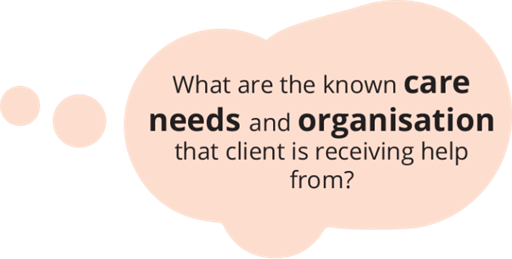 What are the known care
needs and organisation
that client is receiving help
from?